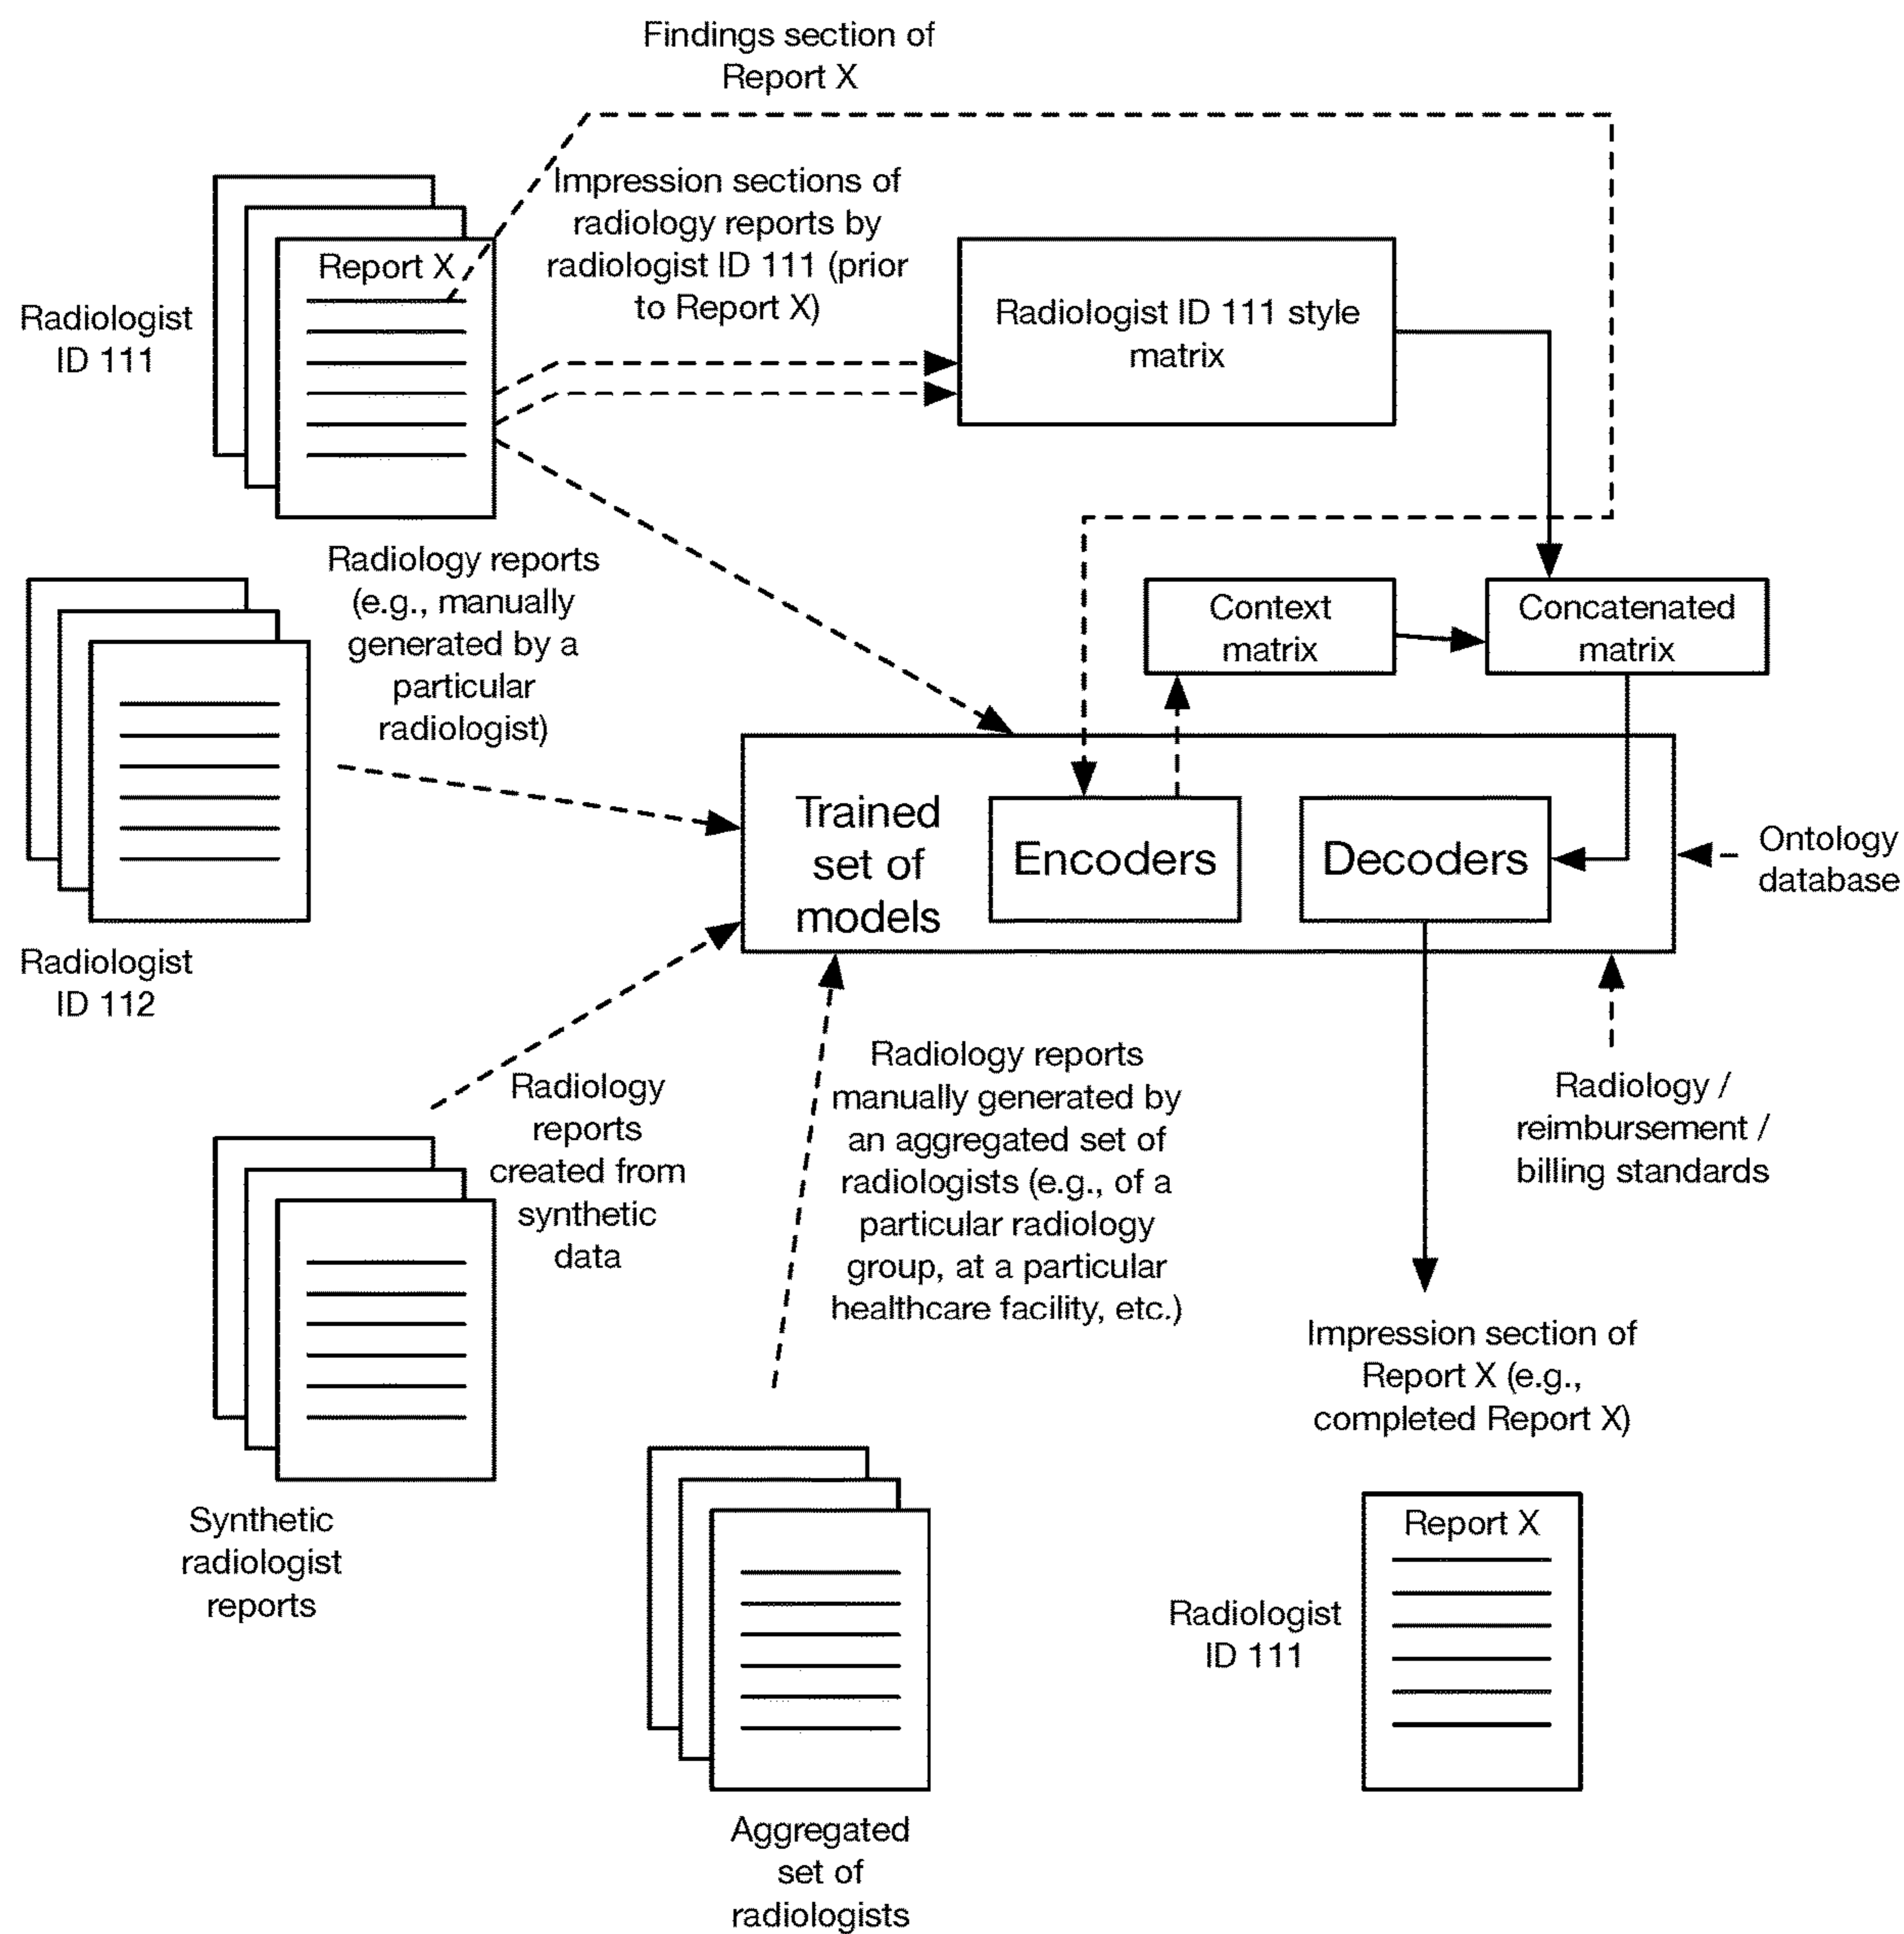 Findings section of
Report X
Impression sections of
radiology reports by
radiologist ID 111 (prior
to Report X)
Report X
Radiologist
ID 111
Radiologist ID 111 style
matrix
Radiology reports
(e.g., manually
generated by a
particular
radiologist)
Context
matrix
Concatenated
matrix
Trained
set of
models
Encoders
Decoders
Ontology
database
Radiologist
ID 112
Radiology
reports
created from
synthetic
data
Radiology reports
manually generated by
an aggregated set of
radiologists (e.g., of a
particular radiology
group, at a particular
healthcare facility, etc.)
Radiology /
reimbursement /
billing standards
Impression section of
Report X (e.g.,
completed Report X)
Synthetic
radiologist
reports
Report X
Radiologist
ID 111
Aggregated
set of
radiologists